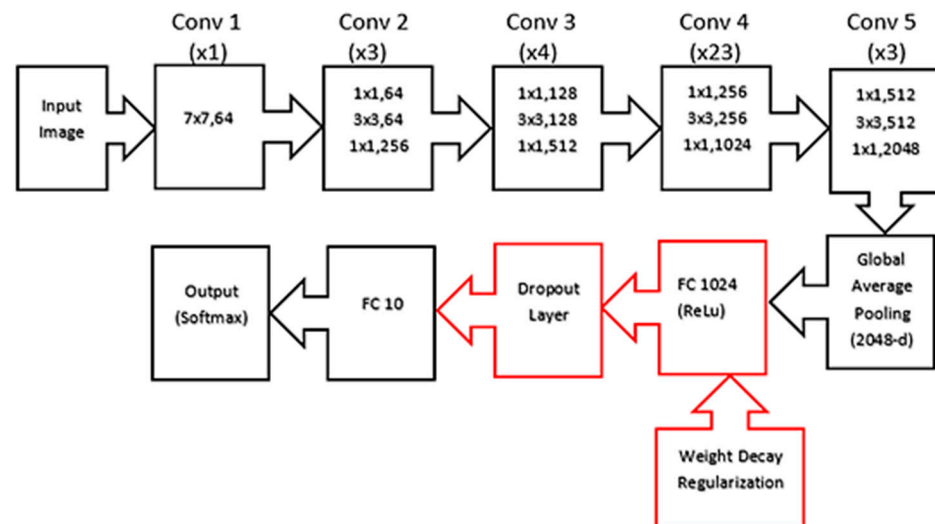 Conv 1
(x1)
Conv 2
(x3)
Conv 3
(x4)
Conv 4
(x23)
Conv 5
(x3)
Input
Image
7x7,64
1x1,64
3x3,64
1x1,256
1x1,128
3x3,128
1x1,512
1x1,256
3x3,256
1x1,1024
1x1,512
3x3,512
1x1,2048
Global
Average
Pooling
(2048-d)
FC 1024
(ReLu)
Dropout
Layer
FC 10
Output
(Softmax)
Weight Decay
Regularization